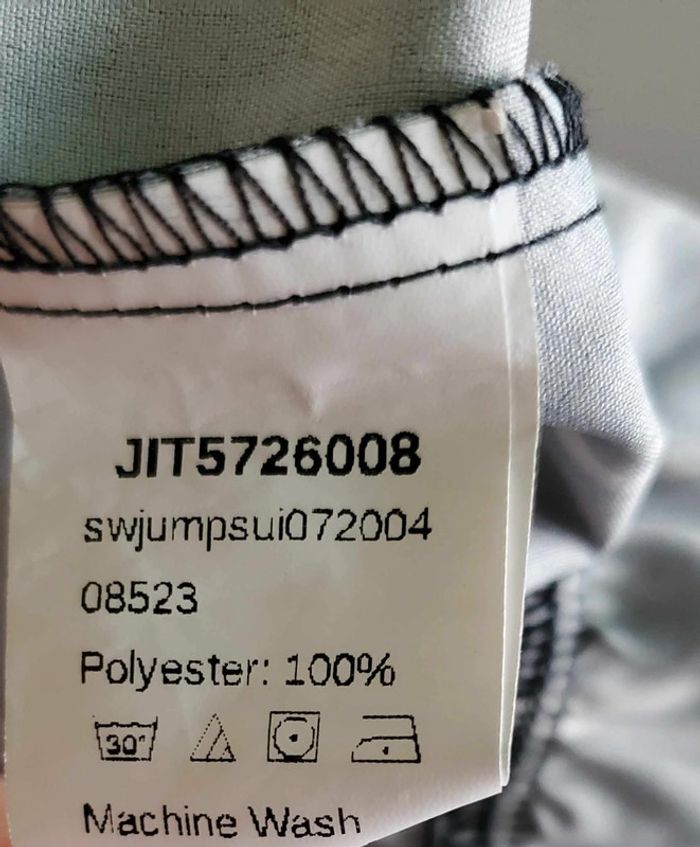 JIT5726008
swjumpsui072004
08523
Polyester: 100%
30°
Machine Wash